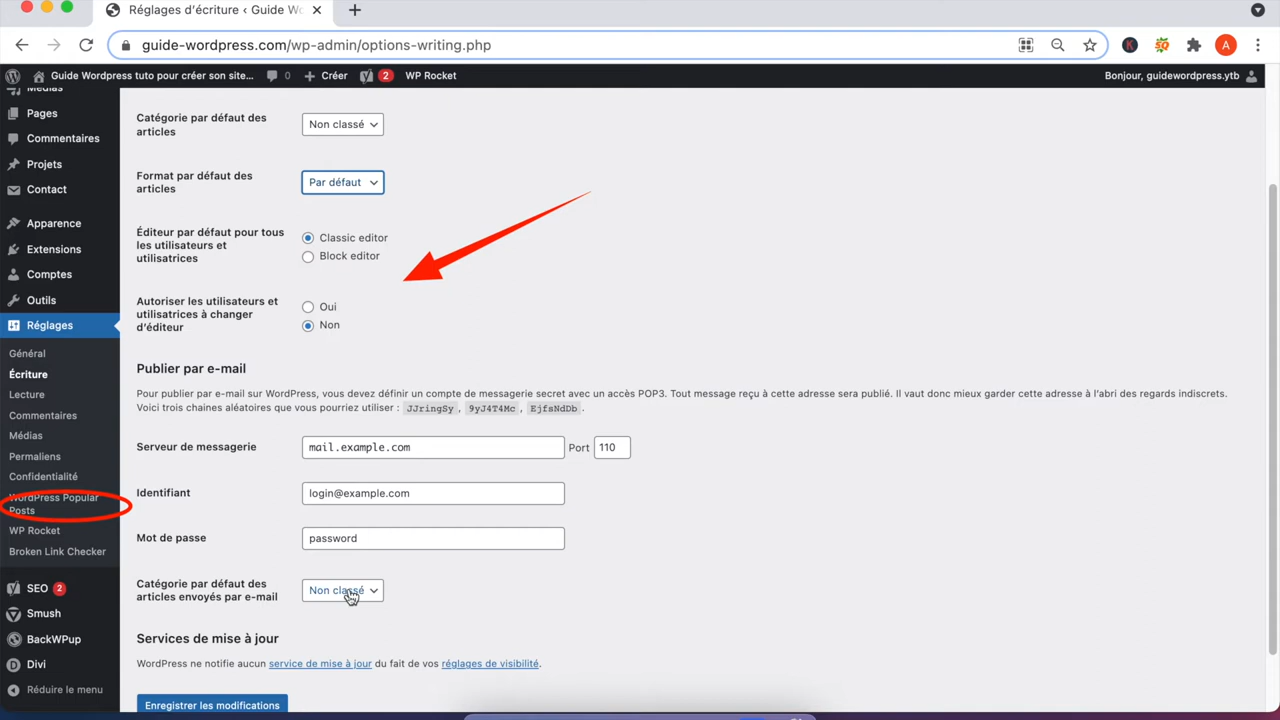 Réglages d'écriture ‹ Guide Wo
guide-wordpress.com/wp-admin/options-writing.php
A
Guide Wordpress tuto pour créer son site...
0
Créer
2
WP Rocket
Bonjour, guidewordpress.ytb
Médias
Pages
Commentaires
Projets
Contact
Apparence
Extensions
Comptes
Outils
Réglages
Général
Écriture
Lecture
Commentaires
Médias
Permaliens
Confidentialité
WordPress Popular
Posts
WP Rocket
Broken Link Checker
SEO 2
Smush
BackWPup
Divi
Réduire le menu
Catégorie par défaut des
articles
Non classé
Format par défaut des
articles
Par défaut
Éditeur par défaut pour tous
les utilisateurs et
utilisatrices
Classic editor
Block editor
Autoriser les utilisateurs et
utilisatrices à changer
d'éditeur
Oui
Non
Publier par e-mail
Pour publier par e-mail sur WordPress, vous devez définir un compte de messagerie secret avec un accès POP3. Tout message reçu à cette adresse sera publié. Il vaut donc mieux garder cette adresse à l'abri des regards indiscrets.
Voici trois chaines aléatoires que vous pourriez utiliser : JJringSy, 9yJ4T4Mc, EjfsNdDb.
Serveur de messagerie
mail.example.com
Port 110
Identifiant
login@example.com
Mot de passe
password
Catégorie par défaut des
articles envoyés par e-mail
Non classé
Services de mise à jour
WordPress ne notifie aucun service de mise à jour du fait de vos réglages de visibilité.
Enregistrer les modifications